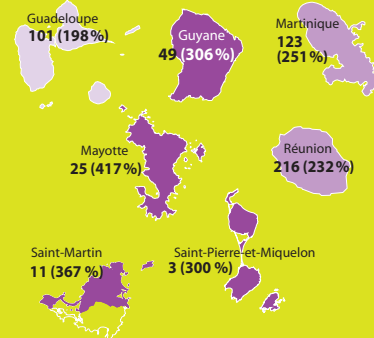 Guadeloupe
101 (198 %)
Guyane
49 (306 %)
Martinique
123
(251 %)
Mayotte
25 (417 %)
Réunion
216 (232 %)
Saint-Martin
11 (367 %)
Saint-Pierre-et-Miquelon
3 (300 %)